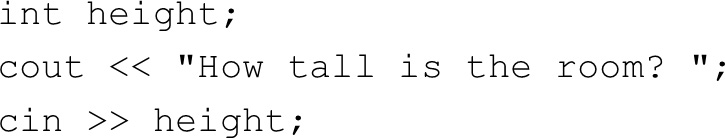 int height;
cout << "How tall is the room? ";
cin >> height;